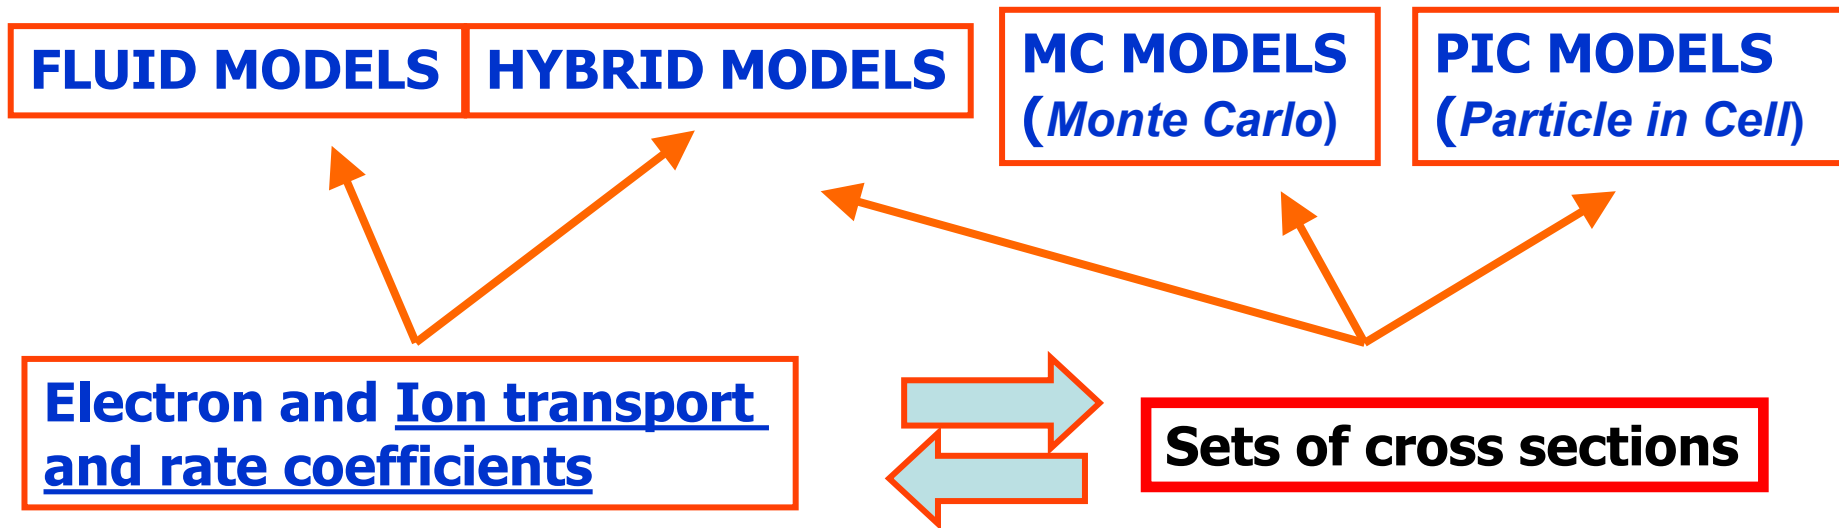 FLUID MODELS
HYBRID MODELS
MC MODELS
(Monte Carlo)
PIC MODELS
(Particle in Cell)
Electron and Ion transport
and rate coefficients
Sets of cross sections